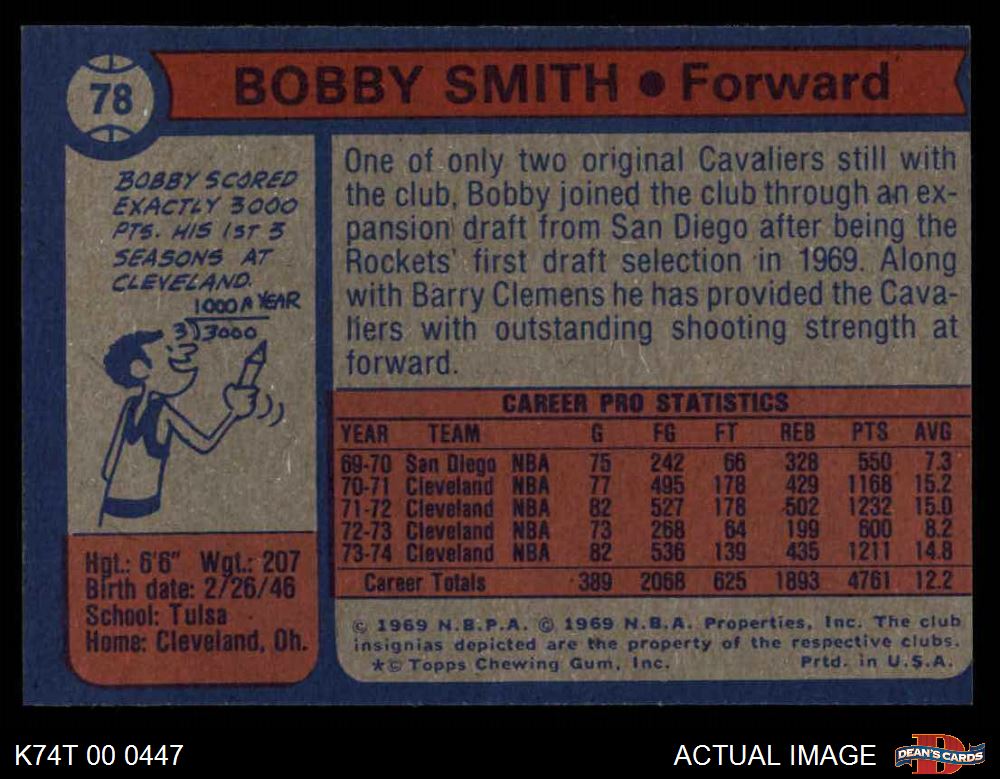 78
BOBBY SMITH ● Forward
BOBBY SCORED
EXACTLY 3000
PTS. HIS 1ST 3
SEASONS AT
CLEVELAND.
1000 A YEAR
3)3000
Hgt.: 6'6" Wgt.: 207
Birth date: 2/26/46
School: Tulsa
Home: Cleveland, Oh.
One of only two original Cavaliers still with
the club, Bobby joined the club through an ex-
pansion draft from San Diego after being the
Rockets' first draft selection in 1969. Along
with Barry Clemens he has provided the Cava-
liers with outstanding shooting strength at
forward.
CAREER PRO STATISTICS
YEAR TEAM G FG FT REB PTS AVG
69-70 San Diego NBA 75 242 66 328 550 7.3
70-71 Cleveland NBA 77 495 178 429 1168 15.2
71-72 Cleveland NBA 82 527 178 502 1232 15.0
72-73 Cleveland NBA 73 268 64 199 600 8.2
73-74 Cleveland NBA 82 536 139 435 1211 14.8
Career Totals 389 2068 625 1893 4761 12.2
© 1969 N.B.P.A. © 1969 N.B.A. Properties, Inc. The club
insignias depicted are the property of the respective clubs.
*© Topps Chewing Gum, Inc. Prtd. in U.S.A.
K74T 00 0447
ACTUAL IMAGE
D
DEAN'S CARDS